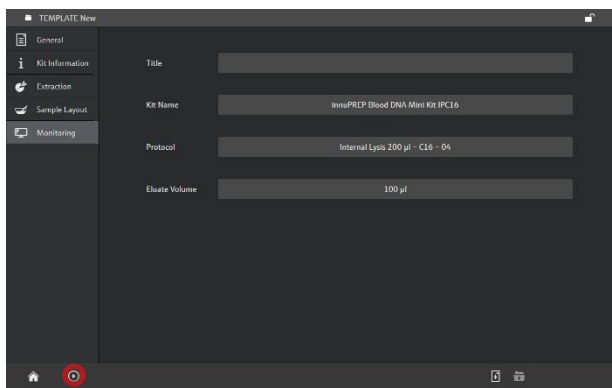 TEMPLATE New
General
Kit Information
Extraction
Sample Layout
Monitoring
Title
Kit Name
innuPREP Blood DNA Mini Kit IPC16
Protocol
Internal Lysis 200 µl – C16 – 04
Eluate Volume
100 µl